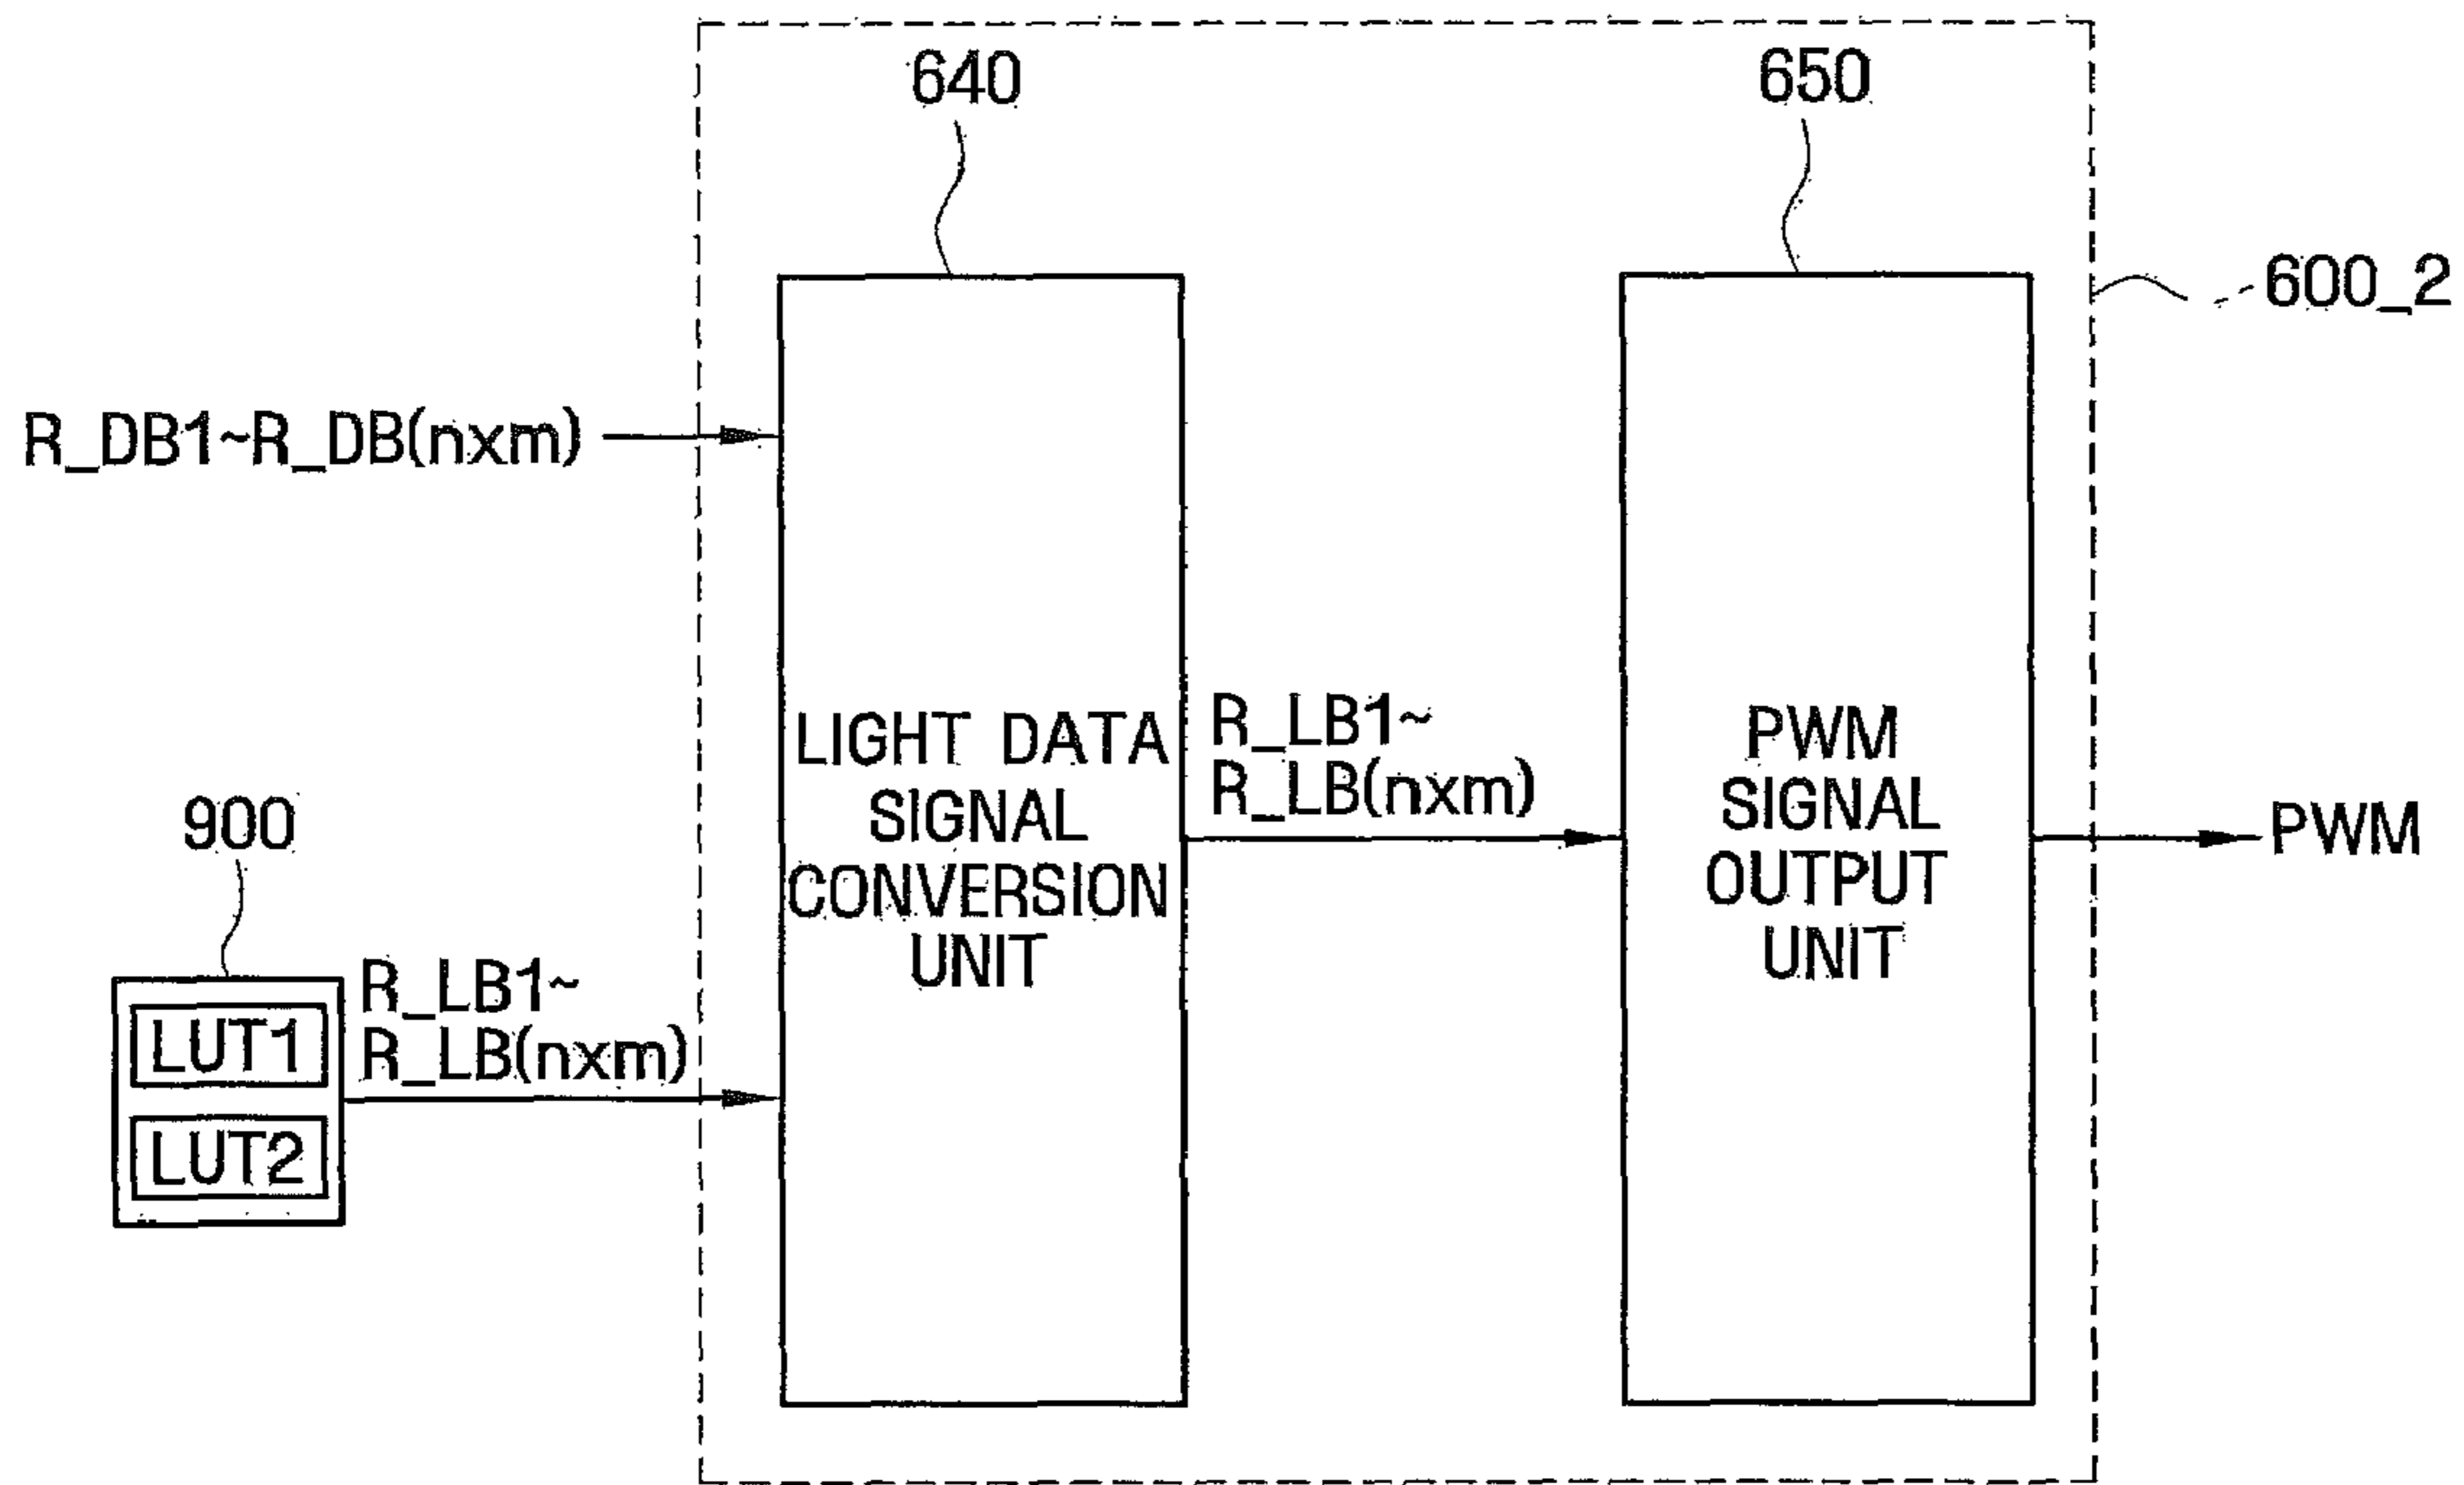 640
650
600_2
R_DB1~R_DB(nxm)
LIGHT DATA
SIGNAL
CONVERSION
UNIT
R_LB1~
R_LB(nxm)
PWM
SIGNAL
OUTPUT
UNIT
PWM
900
LUT1
LUT2
R_LB1~
R_LB(nxm)